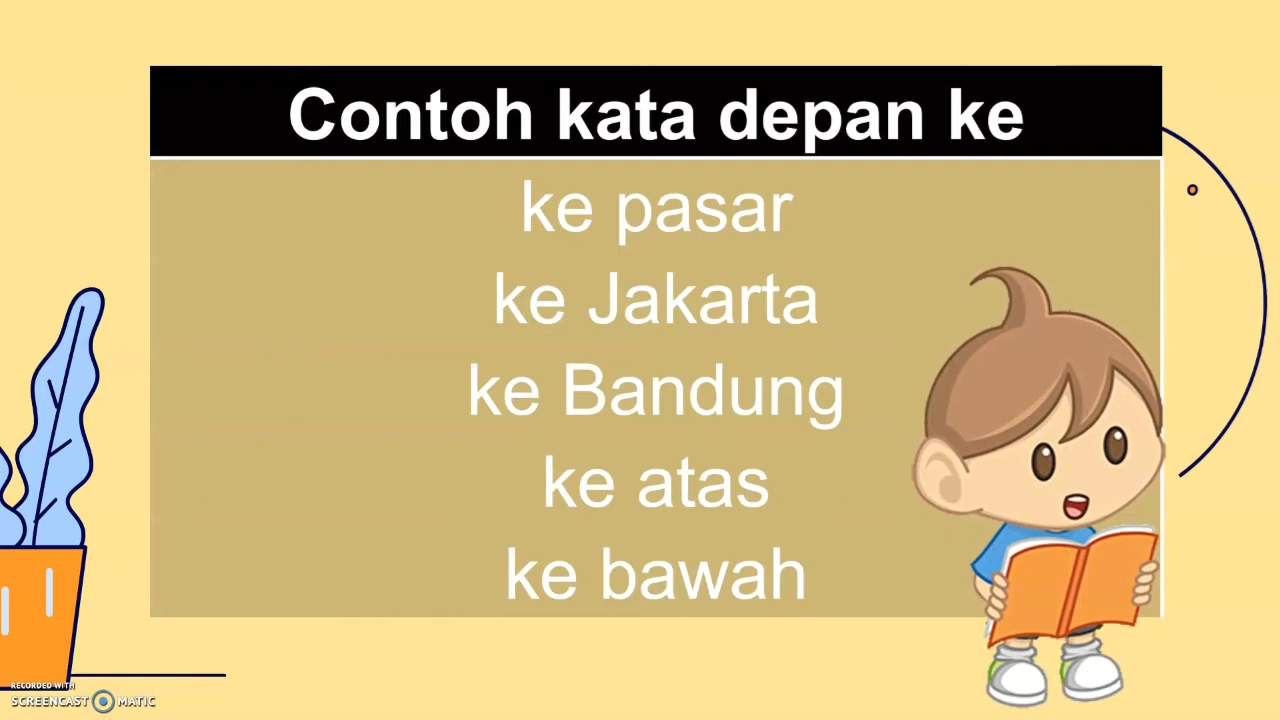 Contoh kata depan ke
ke pasar
ke Jakarta
ke Bandung
ke atas
ke bawah
RECORDED WITH
SCREENCAST MATIC